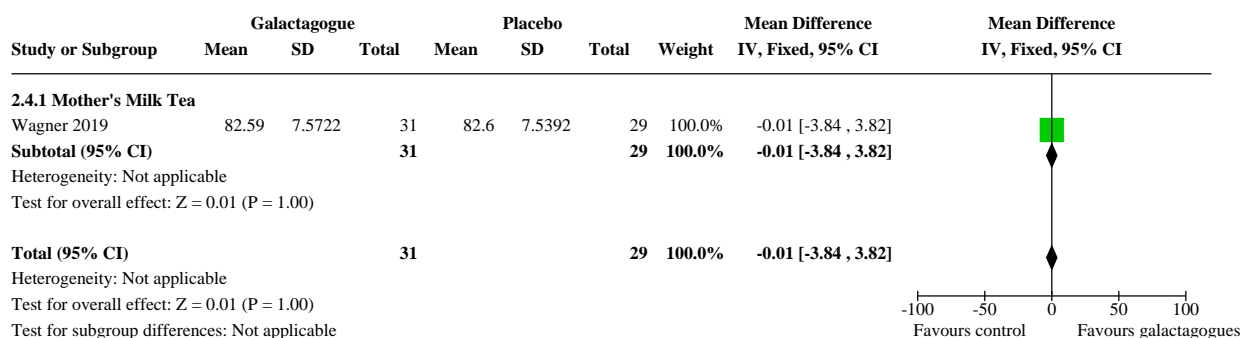 Galactagogue Placebo Mean Difference Mean Difference
Study or Subgroup Mean SD Total Mean SD Total Weight IV, Fixed, 95% CI IV, Fixed, 95% CI
2.4.1 Mother's Milk Tea
Wagner 2019 82.59 7.5722 31 82.6 7.5392 29 100.0% -0.01 [-3.84 , 3.82]
Subtotal (95% CI) 31 29 100.0% -0.01 [-3.84 , 3.82]
Heterogeneity: Not applicable
Test for overall effect: Z = 0.01 (P = 1.00)
Total (95% CI) 31 29 100.0% -0.01 [-3.84 , 3.82]
Heterogeneity: Not applicable
Test for overall effect: Z = 0.01 (P = 1.00)
-100 -50 0 50 100
Test for subgroup differences: Not applicable Favours control Favours galactagogues